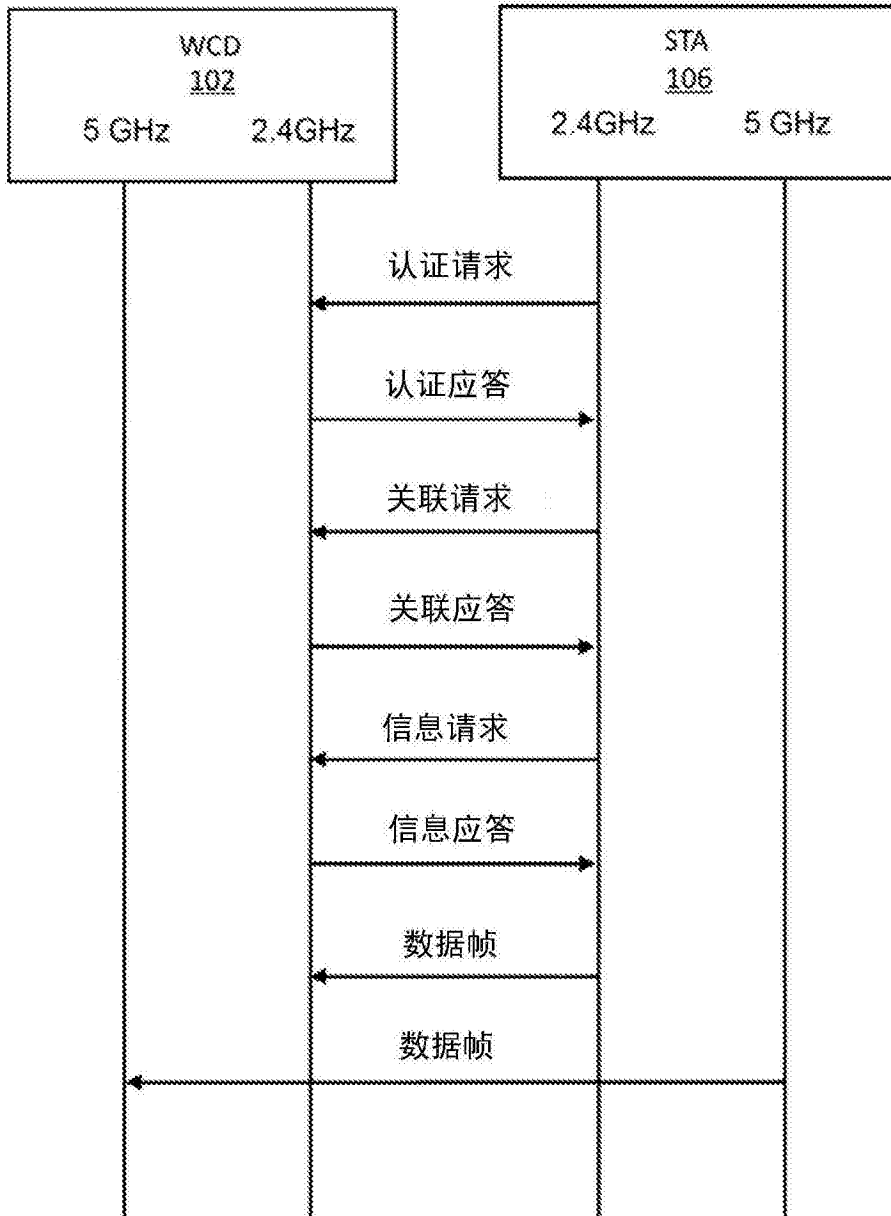 WCD
102
5 GHz 2.4GHz
STA
106
2.4GHz 5 GHz
认证请求
认证应答
关联请求
关联应答
信息请求
信息应答
数据帧
数据帧